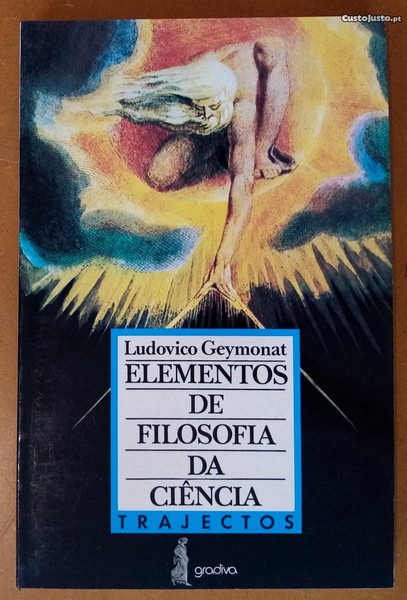 CustoJusto.pt
Ludovico Geymonat
ELEMENTOS
DE
FILOSOFIA
DA
CIÊNCIA
TRAJECTOS
gradiva